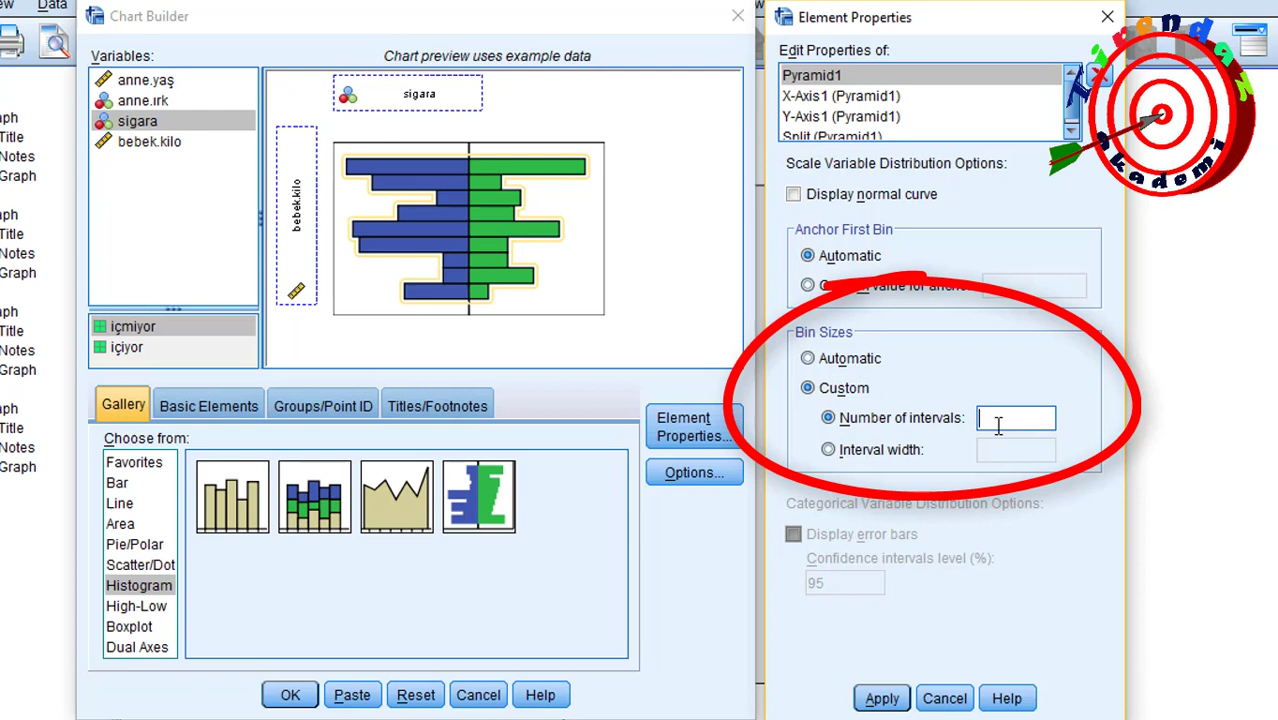 ew
Data
Chart Builder
Variables:
anne.yaş
anne.ırk
sigara
bebek.kilo
içmiyor
içiyor
Chart preview uses example data
sigara
bebek.kilo
Gallery
Basic Elements
Groups/Point ID
Titles/Footnotes
Choose from:
Favorites
Bar
Line
Area
Pie/Polar
Scatter/Dot
Histogram
High-Low
Boxplot
Dual Axes
Element
Properties...
Options...
OK
Paste
Reset
Cancel
Help
Element Properties
Edit Properties of:
Pyramid1
X-Axis1 (Pyramid1)
Y-Axis1 (Pyramid1)
Split (Pyramid1)
Scale Variable Distribution Options:
Display normal curve
Anchor First Bin
Automatic
value for anchor
Bin Sizes
Automatic
Custom
Number of intervals:
Interval width:
Categorical Variable Distribution Options:
Display error bars
Confidence intervals level (%):
95
Apply
Cancel
Help
Tirandaz
Akademi
aph
Title
Notes
Graph
aph
Title
Notes
Graph
aph
Title
Notes
Graph
aph
Title
Notes
Graph